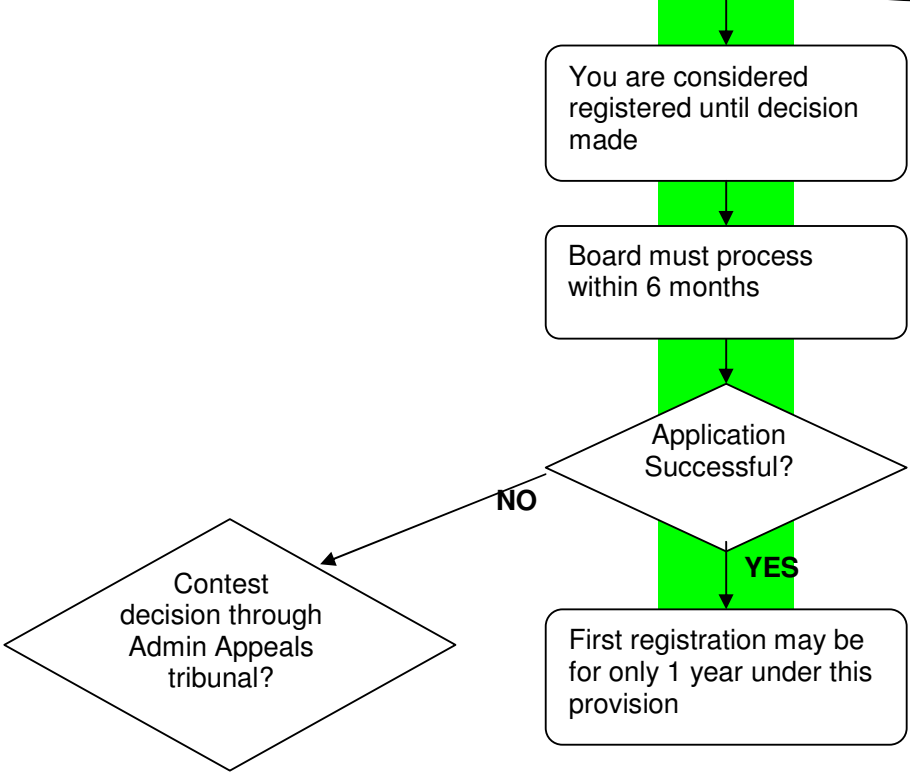 You are considered
registered until decision
made
Board must process
within 6 months
Application
Successful?
NO
YES
Contest
decision through
Admin Appeals
tribunal?
First registration may be
for only 1 year under this
provision